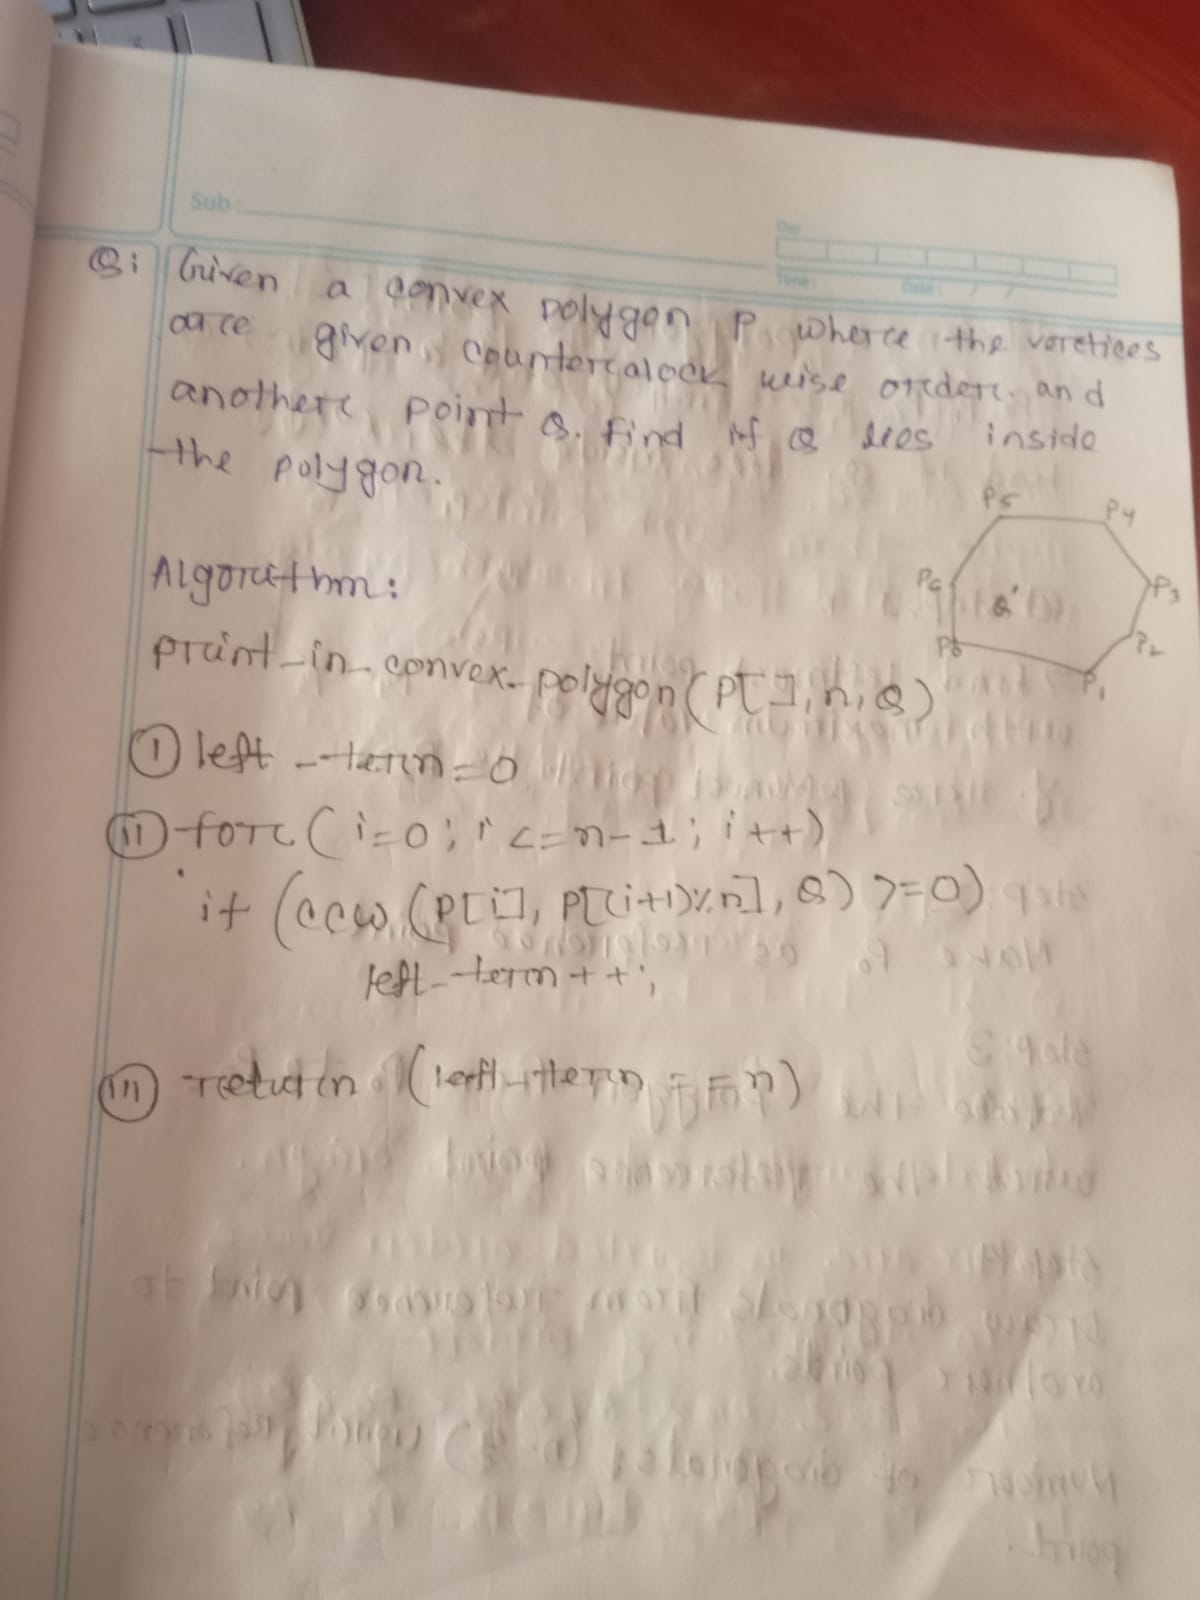 Sub:
Day
Time:
Date: / /
Q: Given a convex polygon P where the vertices
are given counterclock wise order and
another point Q. find if Q lies inside
the polygon.
P5
P4
P6
Q
P3
P0
P2
P1
Algorithm:
point_in_convex_polygon(P[], n, Q)
(i) left_turn=0
(ii) for( i=0; i <=n-1; i++)
if (ccw(P[i], P[(i+1)%n], Q) >=0)
left_turn++;
(iii) return (left_turn==n)